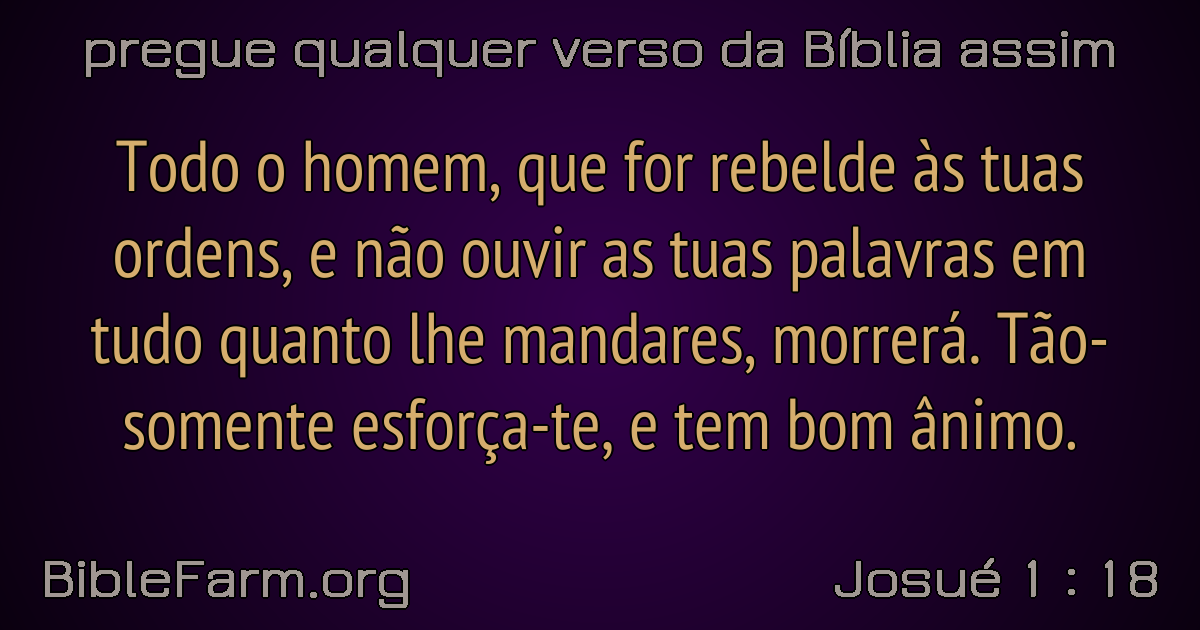 pregue qualquer verso da Bíblia assim
Todo o homem, que for rebelde às tuas
ordens, e não ouvir as tuas palavras em
tudo quanto lhe mandares, morrerá. Tão-
somente esforça-te, e tem bom ânimo.
BibleFarm.org
Josué 1 : 18